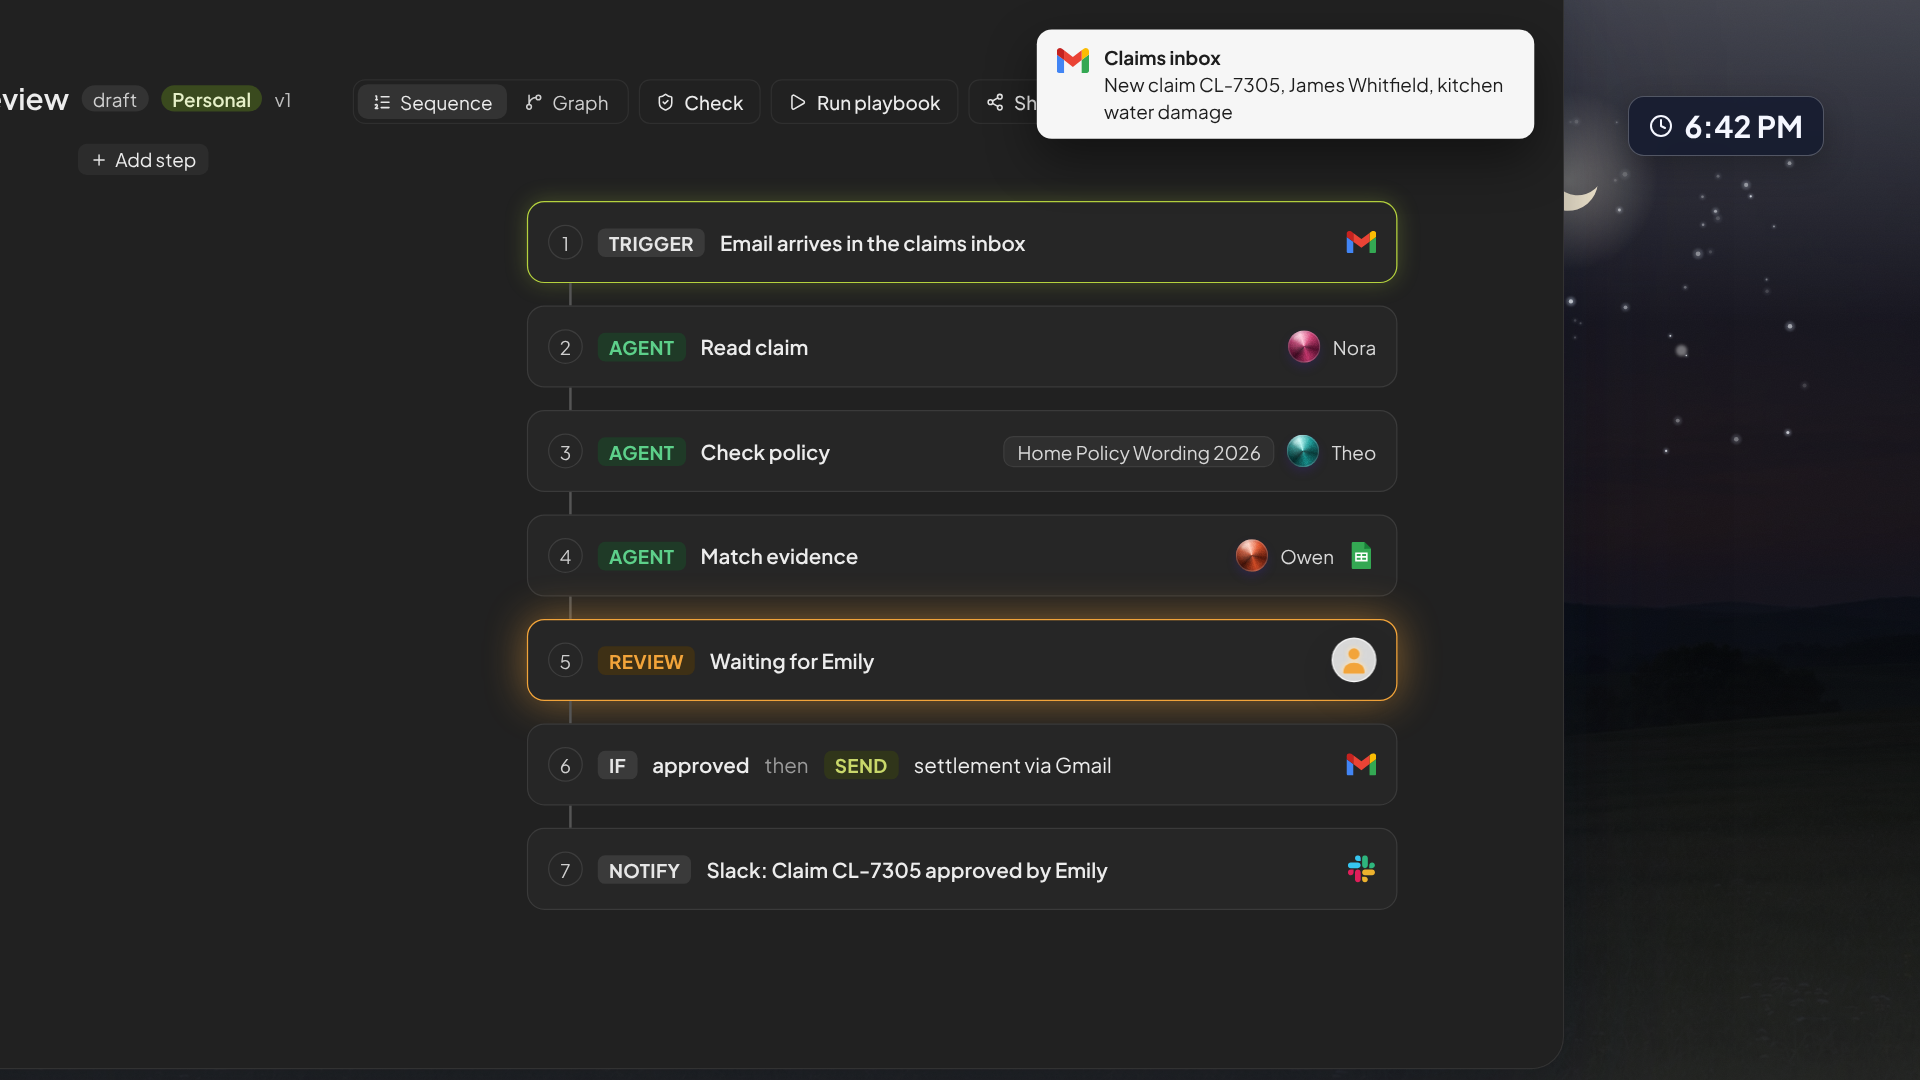 eview draft Personal v1
Sequence Graph Check Run playbook Sh
Claims inbox
New claim CL-7305, James Whitfield, kitchen
water damage
6:42 PM
+ Add step
1 TRIGGER Email arrives in the claims inbox
2 AGENT Read claim Nora
3 AGENT Check policy Home Policy Wording 2026 Theo
4 AGENT Match evidence Owen
5 REVIEW Waiting for Emily
6 IF approved then SEND settlement via Gmail
7 NOTIFY Slack: Claim CL-7305 approved by Emily